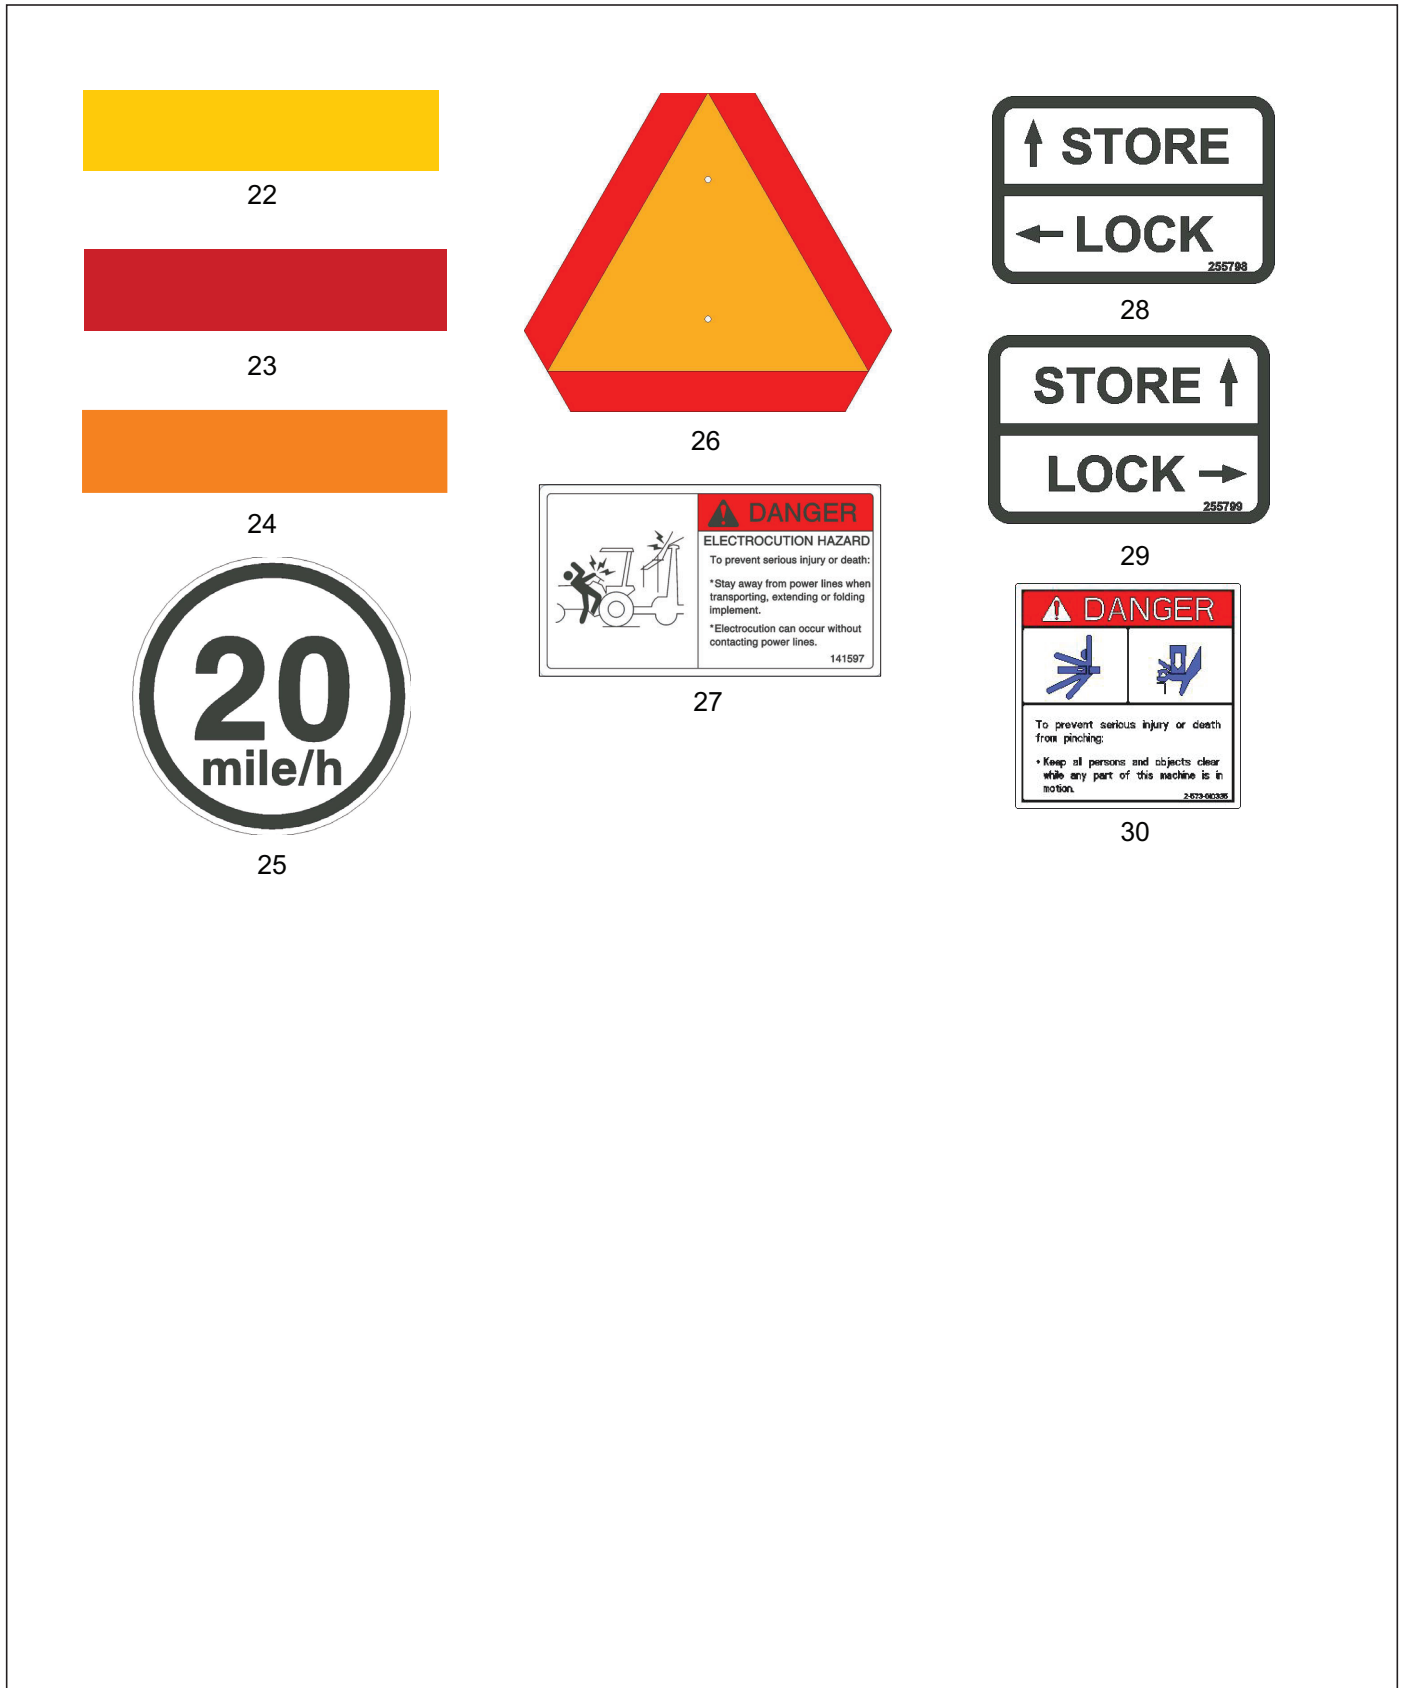 22
23
24
20
mile/h
25
26
DANGER
ELECTROCUTION HAZARD
To prevent serious injury or death:
*Stay away from power lines when
transporting, extending or folding
implement.
*Electrocution can occur without
contacting power lines.
141597
27
STORE
LOCK
255798
28
STORE
LOCK
255799
29
DANGER
To prevent serious injury or death
from pinching:
• Keep all persons and objects clear
while any part of this machine is in
motion.
30